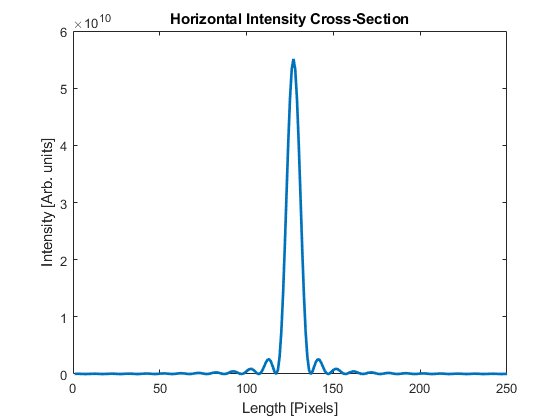 Horizontal Intensity Cross-Section
×10^10
6
5
4
3
2
1
0
Intensity [Arb. units]
0 50 100 150 200 250
Length [Pixels]